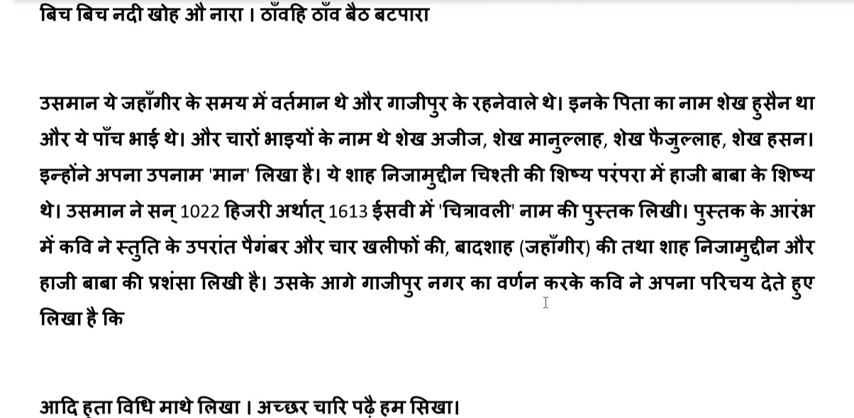 बिच बिच नदी खोह औ नारा । ठाँवहि ठाँव बैठ बटपारा
उसमान ये जहाँगीर के समय में वर्तमान थे और गाजीपुर के रहनेवाले थे। इनके पिता का नाम शेख हुसैन था
और ये पाँच भाई थे। और चारों भाइयों के नाम थे शेख अजीज, शेख मानुल्लाह, शेख फैजुल्लाह, शेख हसन।
इन्होंने अपना उपनाम 'मान' लिखा है। ये शाह निजामुद्दीन चिश्ती की शिष्य परंपरा में हाजी बाबा के शिष्य
थे। उसमान ने सन् 1022 हिजरी अर्थात् 1613 ईसवी में 'चित्रावली' नाम की पुस्तक लिखी। पुस्तक के आरंभ
में कवि ने स्तुति के उपरांत पैगंबर और चार खलीफों की, बादशाह (जहाँगीर) की तथा शाह निजामुद्दीन और
हाजी बाबा की प्रशंसा लिखी है। उसके आगे गाजीपुर नगर का वर्णन करके कवि ने अपना परिचय देते हुए
लिखा है कि
आदि हुता विधि माथे लिखा । अच्छर चारि पढ़ै हम सिखा।